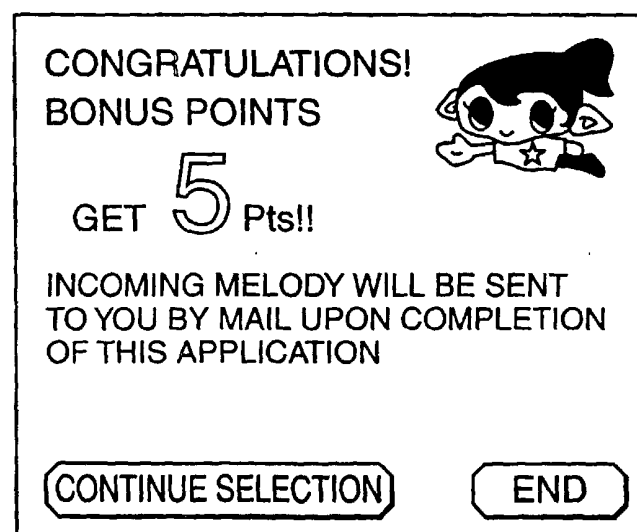 CONGRATULATIONS!
BONUS POINTS
GET 5 Pts!!
INCOMING MELODY WILL BE SENT
TO YOU BY MAIL UPON COMPLETION
OF THIS APPLICATION
CONTINUE SELECTION END